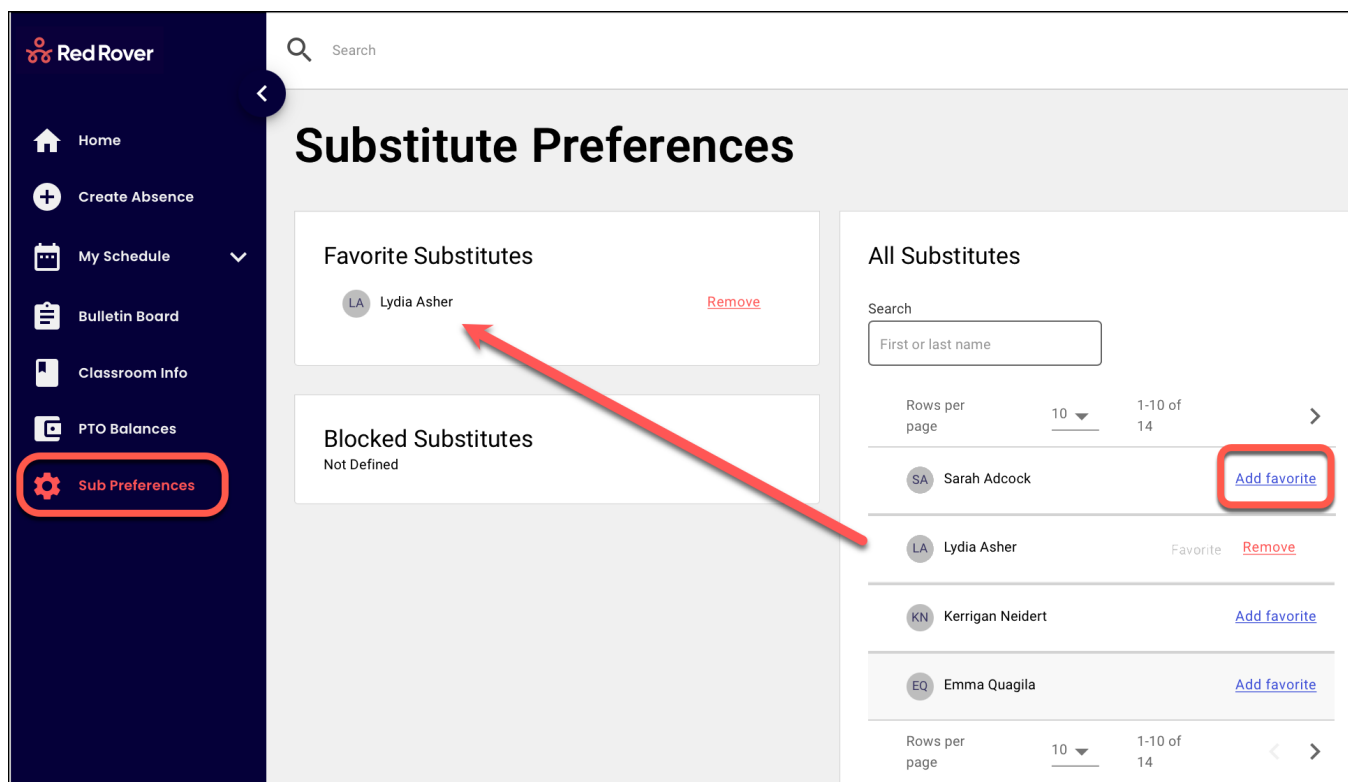 Red Rover
Search
Home
Create Absence
My Schedule
Bulletin Board
Classroom Info
PTO Balances
Sub Preferences
Substitute Preferences
Favorite Substitutes
LA Lydia Asher Remove
Blocked Substitutes
Not Defined
All Substitutes
Search
First or last name
Rows per page 10 1-10 of 14
SA Sarah Adcock Add favorite
LA Lydia Asher Favorite Remove
KN Kerrigan Neidert Add favorite
EQ Emma Quagila Add favorite
Rows per page 10 1-10 of 14